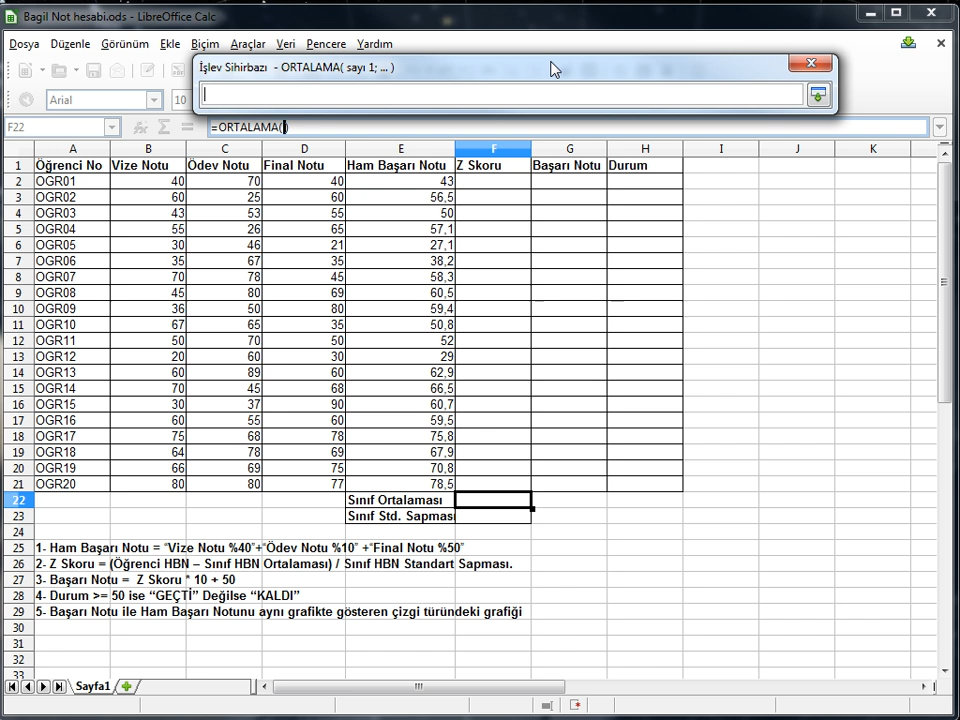 Bagil Not hesabi.ods - LibreOffice Calc
Dosya Düzenle Görünüm Ekle Biçim Araçlar Veri Pencere Yardım
İşlev Sihirbazı - ORTALAMA( sayı 1; ... )
Arial 10
F22 =ORTALAMA()
A B C D E F G H I J K
1 Öğrenci No Vize Notu Ödev Notu Final Notu Ham Başarı Notu Z Skoru Başarı Notu Durum
2 OGR01 40 70 40 43
3 OGR02 60 25 60 56,5
4 OGR03 43 53 55 50
5 OGR04 55 26 65 57,1
6 OGR05 30 46 21 27,1
7 OGR06 35 67 35 38,2
8 OGR07 70 78 45 58,3
9 OGR08 45 80 69 60,5
10 OGR09 36 50 80 59,4
11 OGR10 67 65 35 50,8
12 OGR11 50 70 50 52
13 OGR12 20 60 30 29
14 OGR13 60 89 60 62,9
15 OGR14 70 45 68 66,5
16 OGR15 30 37 90 60,7
17 OGR16 60 55 60 59,5
18 OGR17 75 68 78 75,8
19 OGR18 64 78 69 67,9
20 OGR19 66 69 75 70,8
21 OGR20 80 80 77 78,5
22 Sınıf Ortalaması
23 Sınıf Std. Sapması
24
25 1- Ham Başarı Notu = “Vize Notu %40”+“Ödev Notu %10” +“Final Notu %50”
26 2- Z Skoru = (Öğrenci HBN – Sınıf HBN Ortalaması) / Sınıf HBN Standart Sapması.
27 3- Başarı Notu = Z Skoru * 10 + 50
28 4- Durum >= 50 ise “GEÇTİ” Değilse “KALDI”
29 5- Başarı Notu ile Ham Başarı Notunu aynı grafikte gösteren çizgi türündeki grafiği
30
31
32
33
Sayfa1